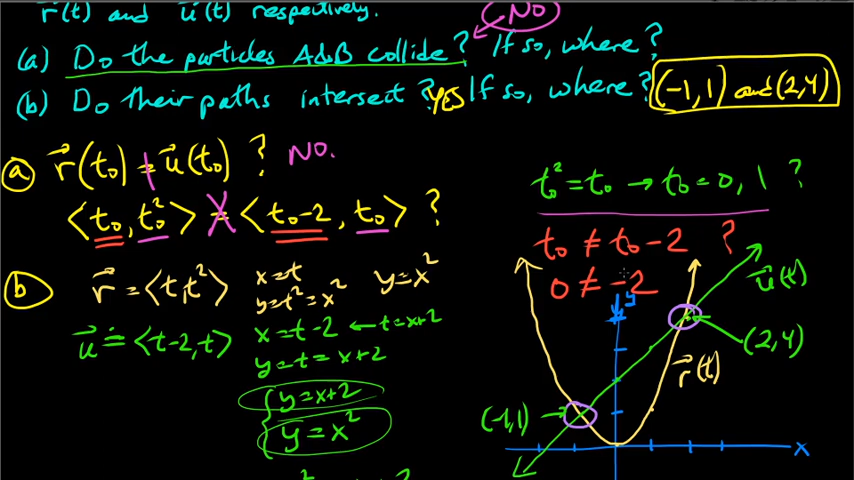 r⃗(t) and u⃗(t) respectively.
NO
(a) Do the particles A&B collide? If so, where?
(b) Do their paths intersect? Yes If so, where? (-1,1) and (2,4)
(a) r⃗(t₀) ≠ u⃗(t₀) ? NO.
<t₀, t₀²> = <t₀-2, t₀> ?
t₀² = t₀ → t₀ = 0, 1 ?
t₀ ≠ t₀ - 2 ?
0 ≠ -2
(b) r⃗ = <t, t²> x=t
y=t²=x² y=x²
u⃗ = <t-2, t> x=t-2 ← t=x+2
y=t=x+2
y=x+2
y=x²
y
u⃗(t)
(2,4)
r⃗(t)
(-1,1)
x